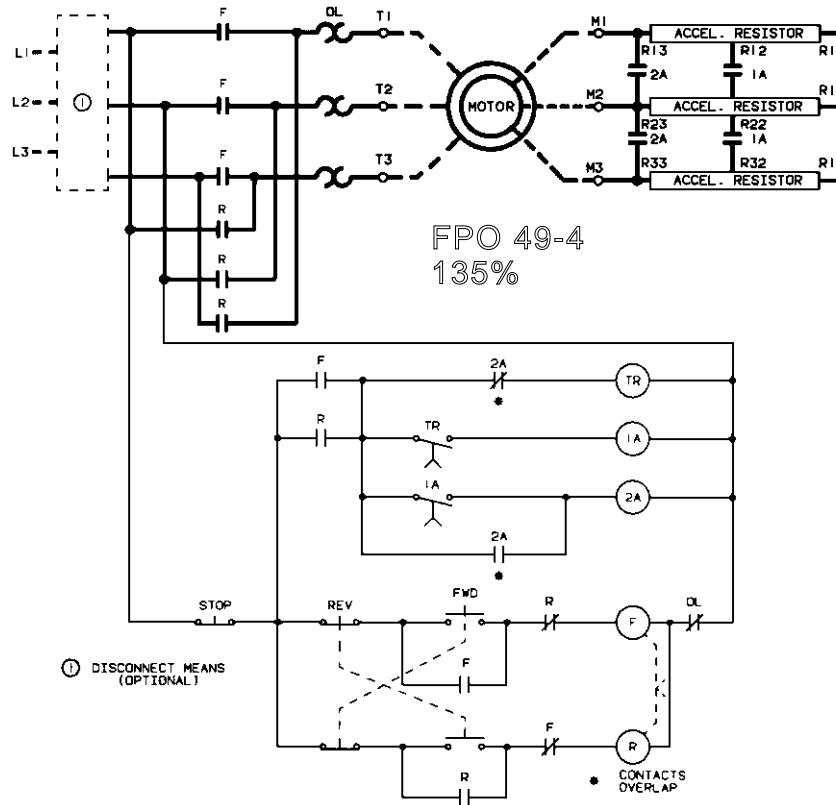 F OL T1 M1 ACCEL. RESISTOR
L1 R13 R12 R1
2A 1A
L2 ① F T2 MOTOR M2 ACCEL. RESISTOR R1
R23 R22
2A 1A
L3 F T3 M3 R33 R32 R1
ACCEL. RESISTOR
R
FPO 49-4
135%
R
R
F 2A TR
*
R TR 1A
1A 2A
2A
*
STOP REV FWD R F OL
F
① DISCONNECT MEANS
(OPTIONAL)
F R
R
* CONTACTS
OVERLAP